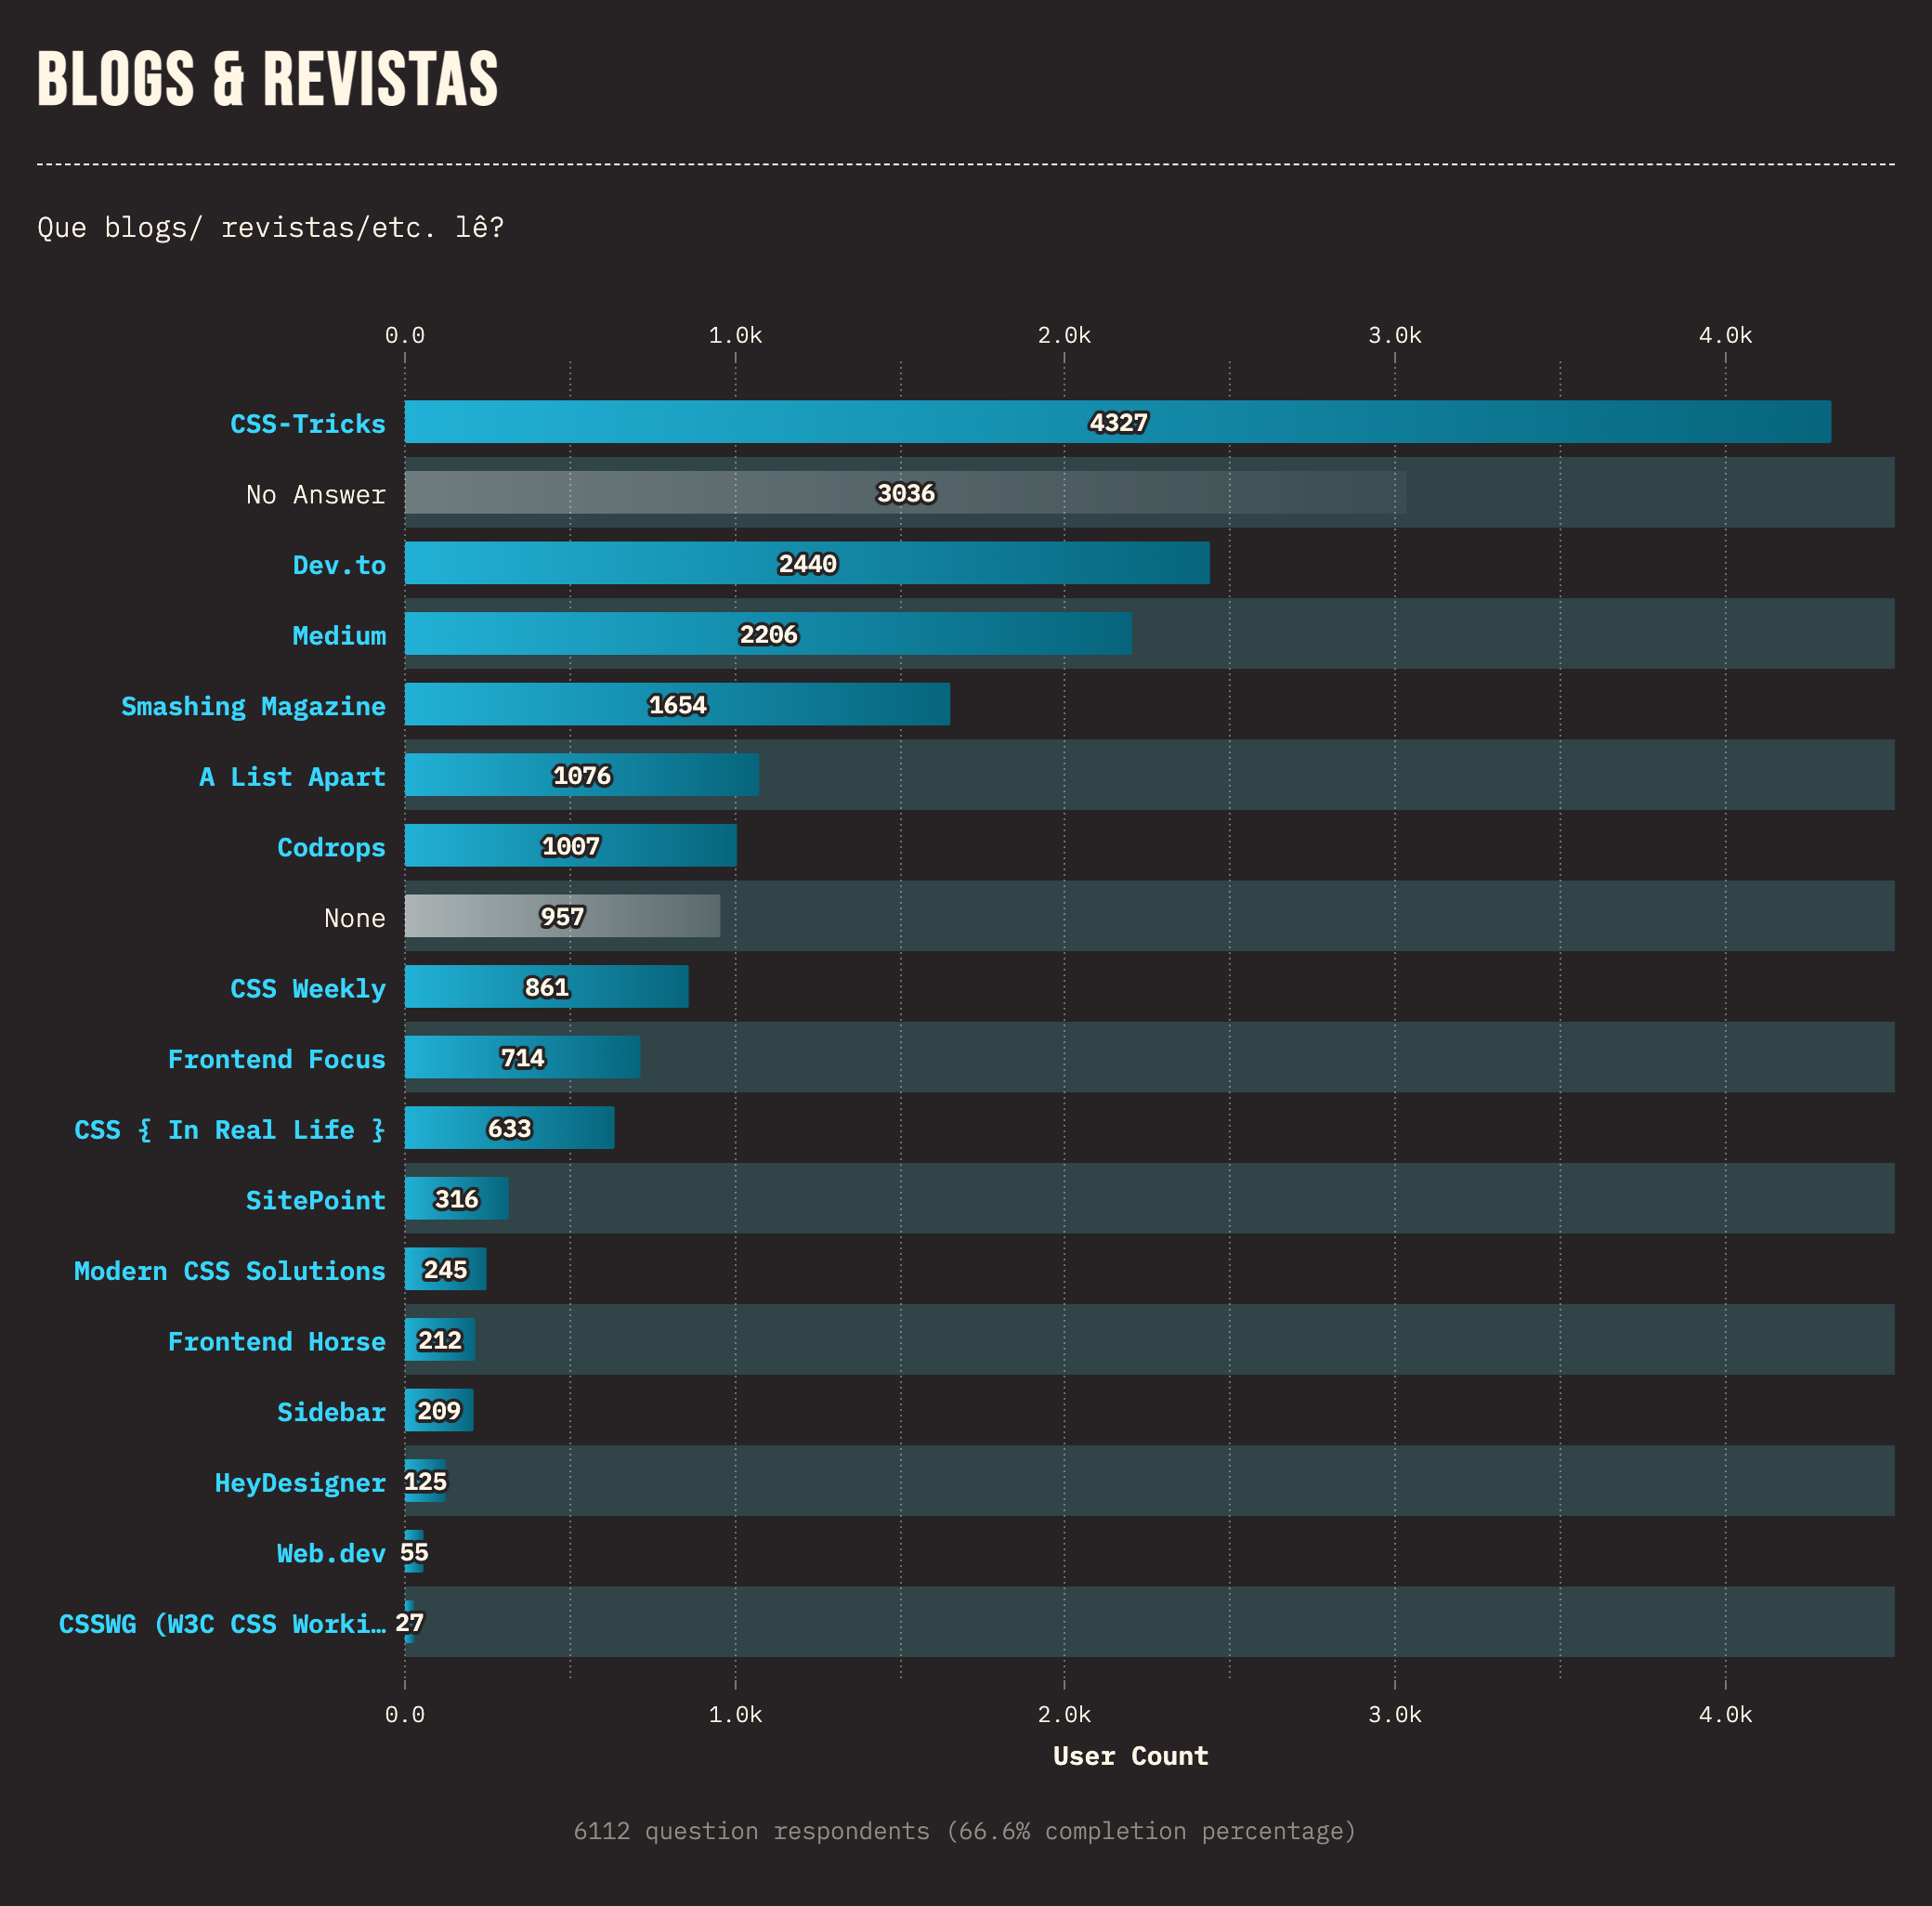 BLOGS & REVISTAS
Que blogs/ revistas/etc. lê?
0.0 1.0k 2.0k 3.0k 4.0k
CSS-Tricks 4327
No Answer 3036
Dev.to 2440
Medium 2206
Smashing Magazine 1654
A List Apart 1076
Codrops 1007
None 957
CSS Weekly 861
Frontend Focus 714
CSS { In Real Life } 633
SitePoint 316
Modern CSS Solutions 245
Frontend Horse 212
Sidebar 209
HeyDesigner 125
Web.dev 55
CSSWG (W3C CSS Worki… 27
0.0 1.0k 2.0k 3.0k 4.0k
User Count
6112 question respondents (66.6% completion percentage)